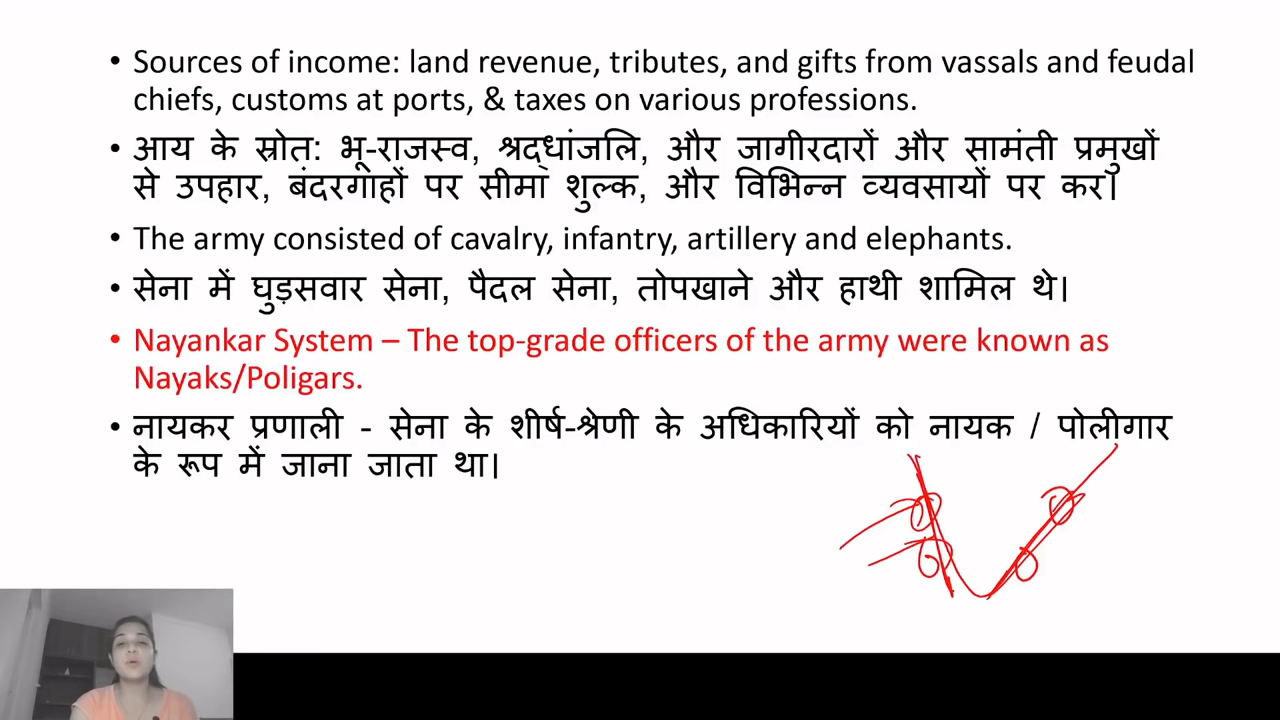 • Sources of income: land revenue, tributes, and gifts from vassals and feudal
chiefs, customs at ports, & taxes on various professions.
• आय के स्रोत: भू-राजस्व, श्रद्धांजलि, और जागीरदारों और सामंती प्रमुखों
से उपहार, बंदरगाहों पर सीमा शुल्क, और विभिन्न व्यवसायों पर कर।
• The army consisted of cavalry, infantry, artillery and elephants.
• सेना में घुड़सवार सेना, पैदल सेना, तोपखाने और हाथी शामिल थे।
• Nayankar System – The top-grade officers of the army were known as
Nayaks/Poligars.
• नायकर प्रणाली - सेना के शीर्ष-श्रेणी के अधिकारियों को नायक / पोलीगार
के रूप में जाना जाता था।